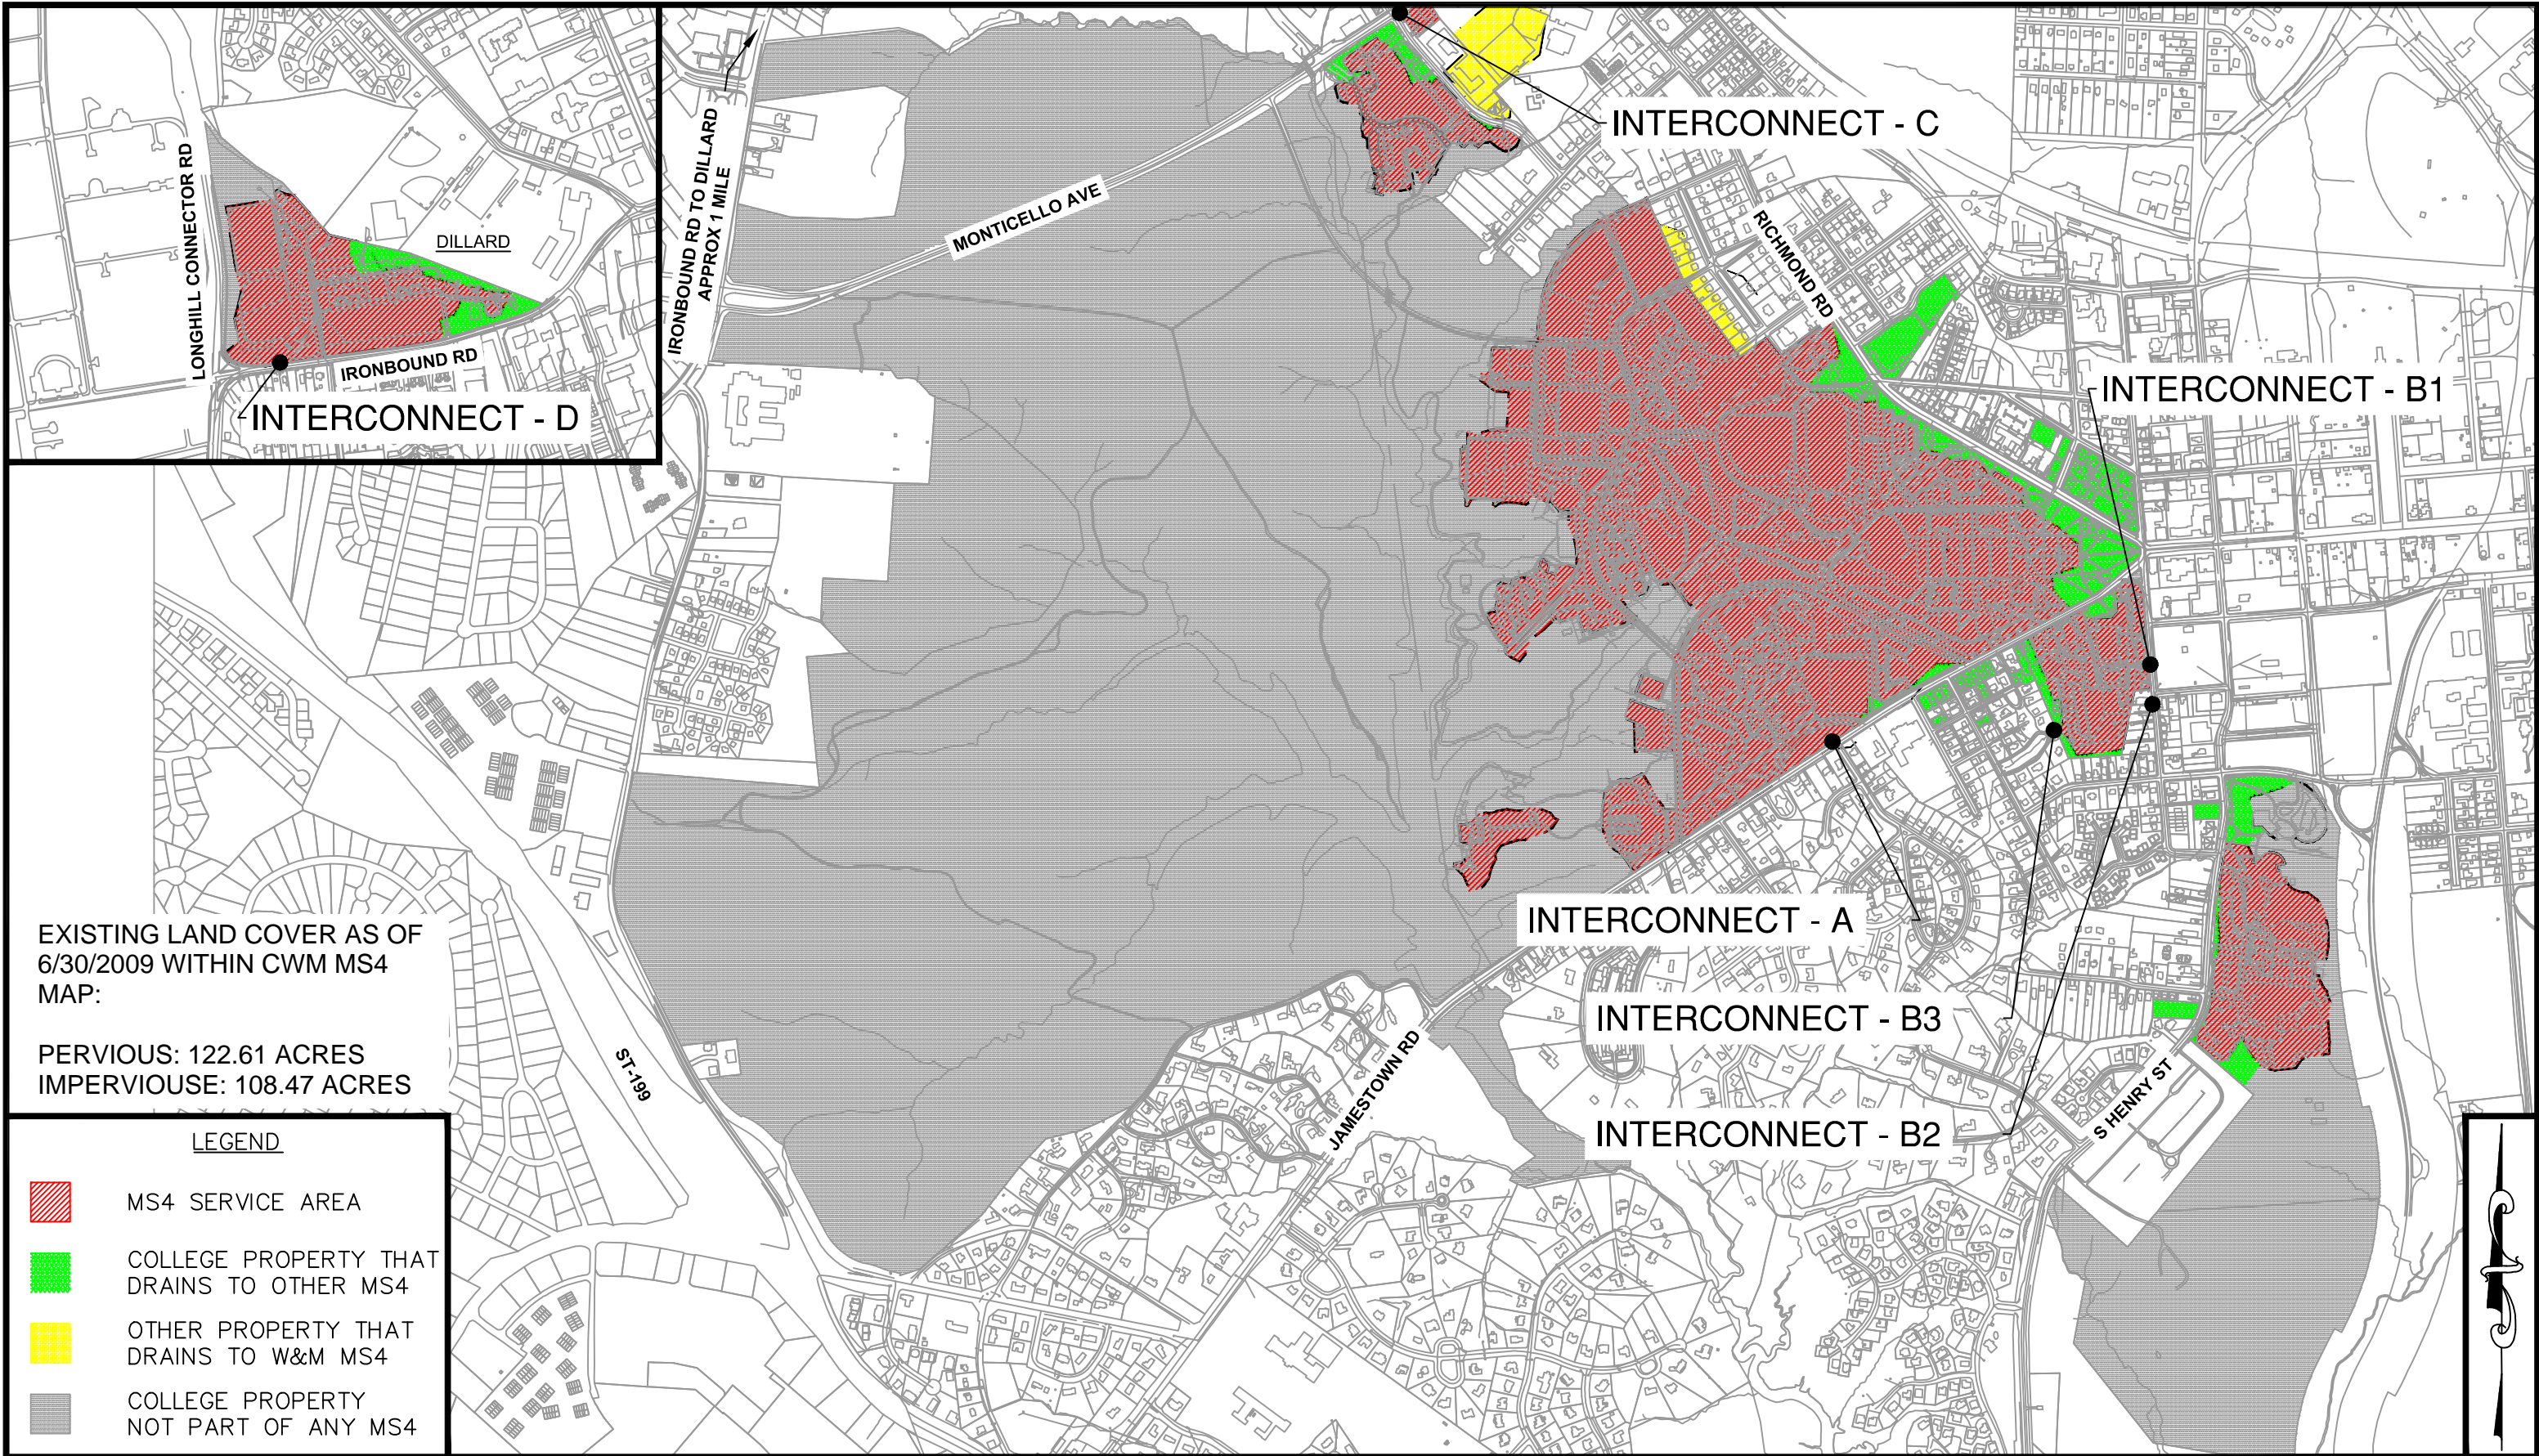 LONGHILL CONNECTOR RD
DILLARD
IRONBOUND RD
INTERCONNECT - D
IRONBOUND RD TO DILLARD
APPROX 1 MILE
MONTICELLO AVE
INTERCONNECT - C
RICHMOND RD
INTERCONNECT - B1
INTERCONNECT - A
INTERCONNECT - B3
INTERCONNECT - B2
JAMESTOWN RD
S HENRY ST
ST-199
EXISTING LAND COVER AS OF
6/30/2009 WITHIN CWM MS4
MAP:
PERVIOUS: 122.61 ACRES
IMPERVIOUSE: 108.47 ACRES
LEGEND
MS4 SERVICE AREA
COLLEGE PROPERTY THAT
DRAINS TO OTHER MS4
OTHER PROPERTY THAT
DRAINS TO W&M MS4
COLLEGE PROPERTY
NOT PART OF ANY MS4